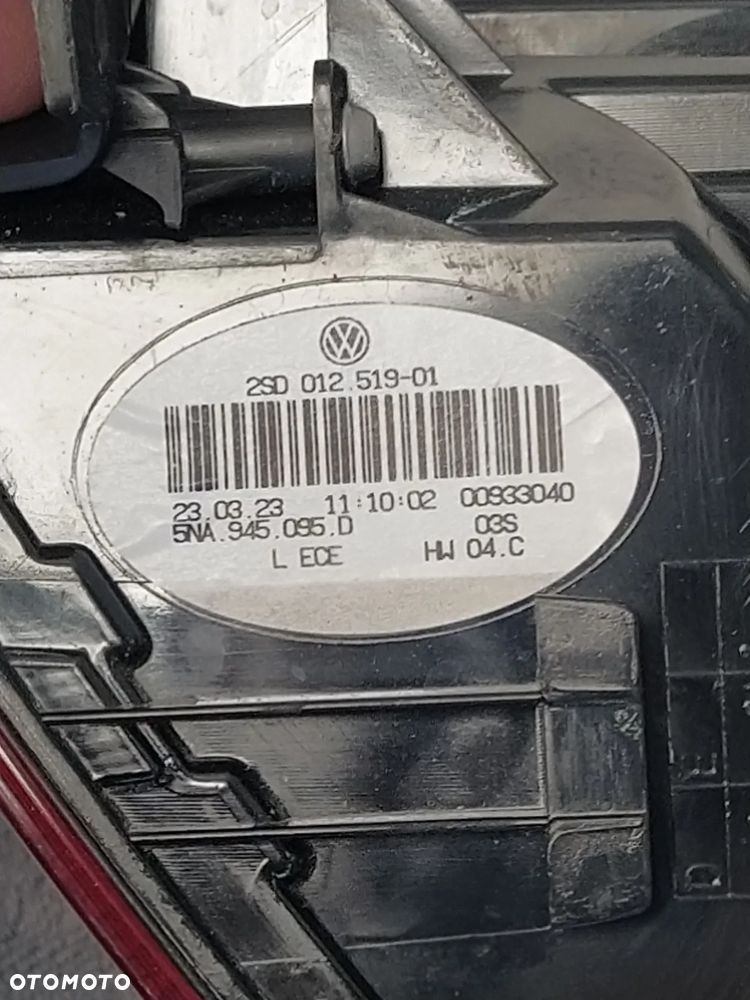 2SD 012.519-01
23.03.23 11:10:02 00933040
5NA.945.095.D 03S
L ECE HW 04.C
E
D
OTOMOTO